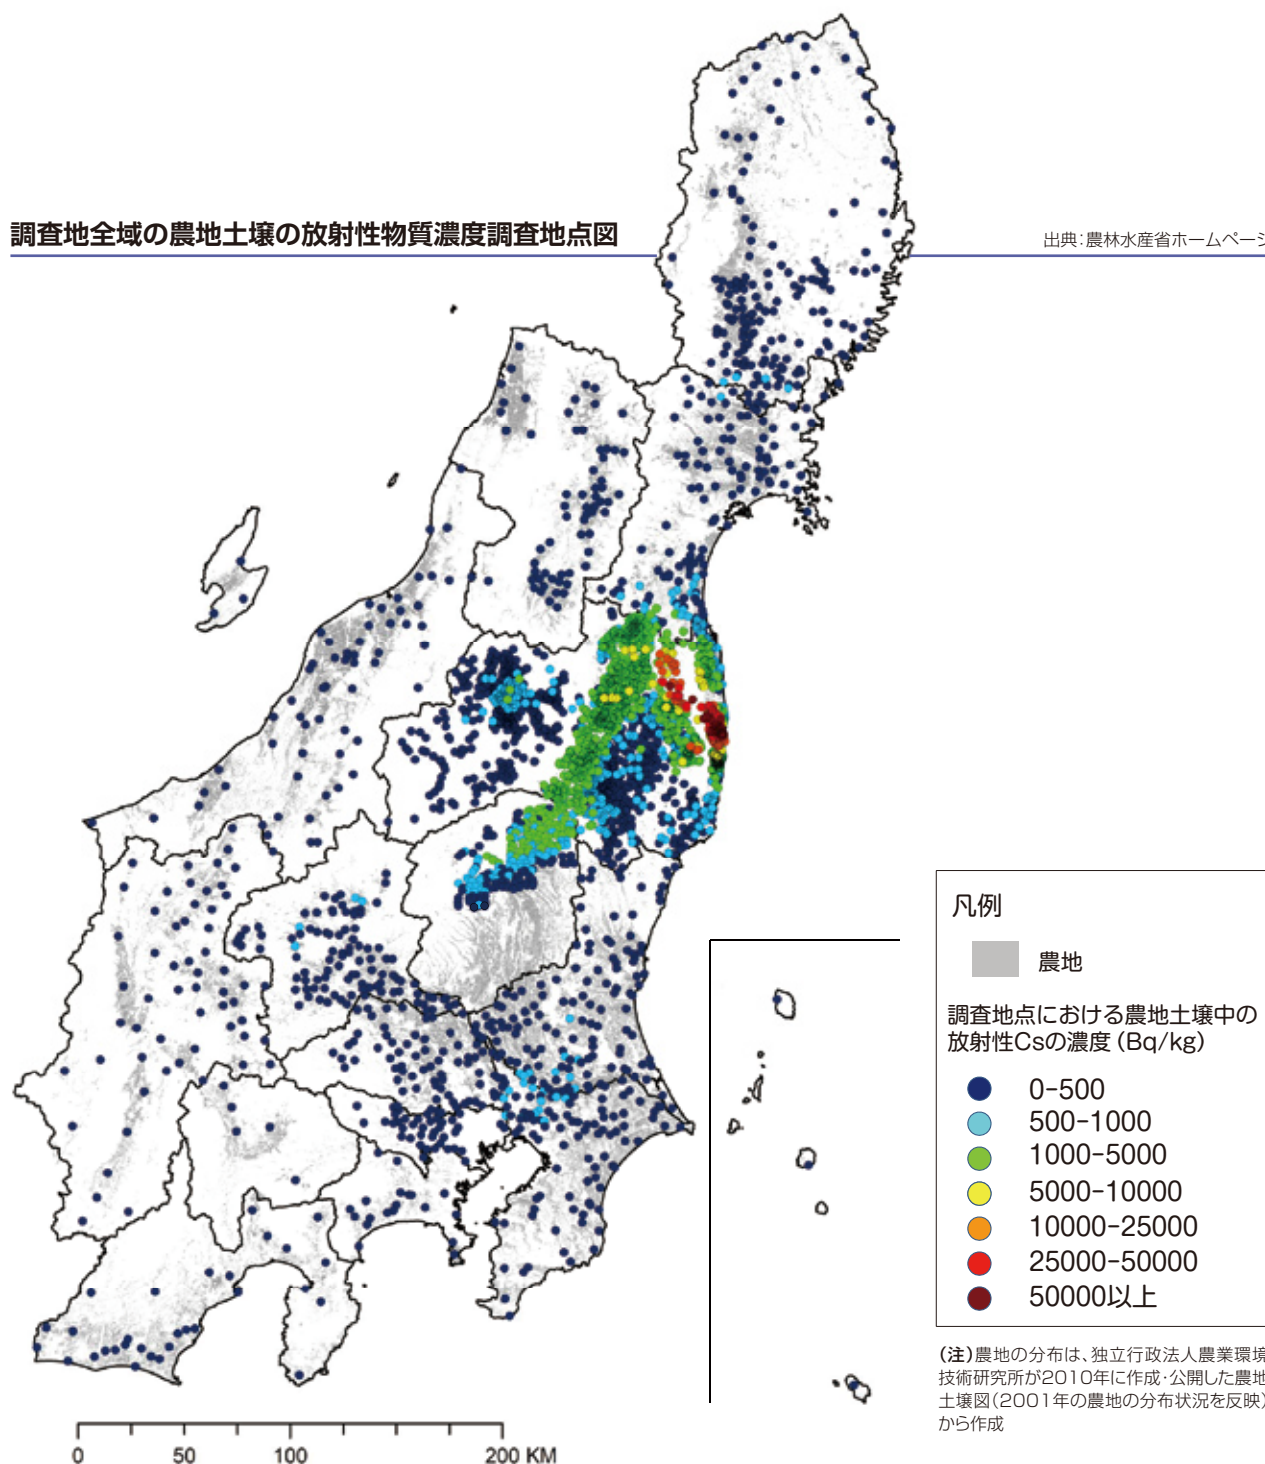 調査地全域の農地土壌の放射性物質濃度調査地点図
出典：農林水産省ホームページ
凡例
農地
調査地点における農地土壌中の
放射性Csの濃度（Bq/kg）
0-500
500-1000
1000-5000
5000-10000
10000-25000
25000-50000
50000以上
(注)農地の分布は、独立行政法人農業環境
技術研究所が2010年に作成・公開した農地
土壌図（2001年の農地の分布状況を反映）
から作成
0 50 100 200 KM